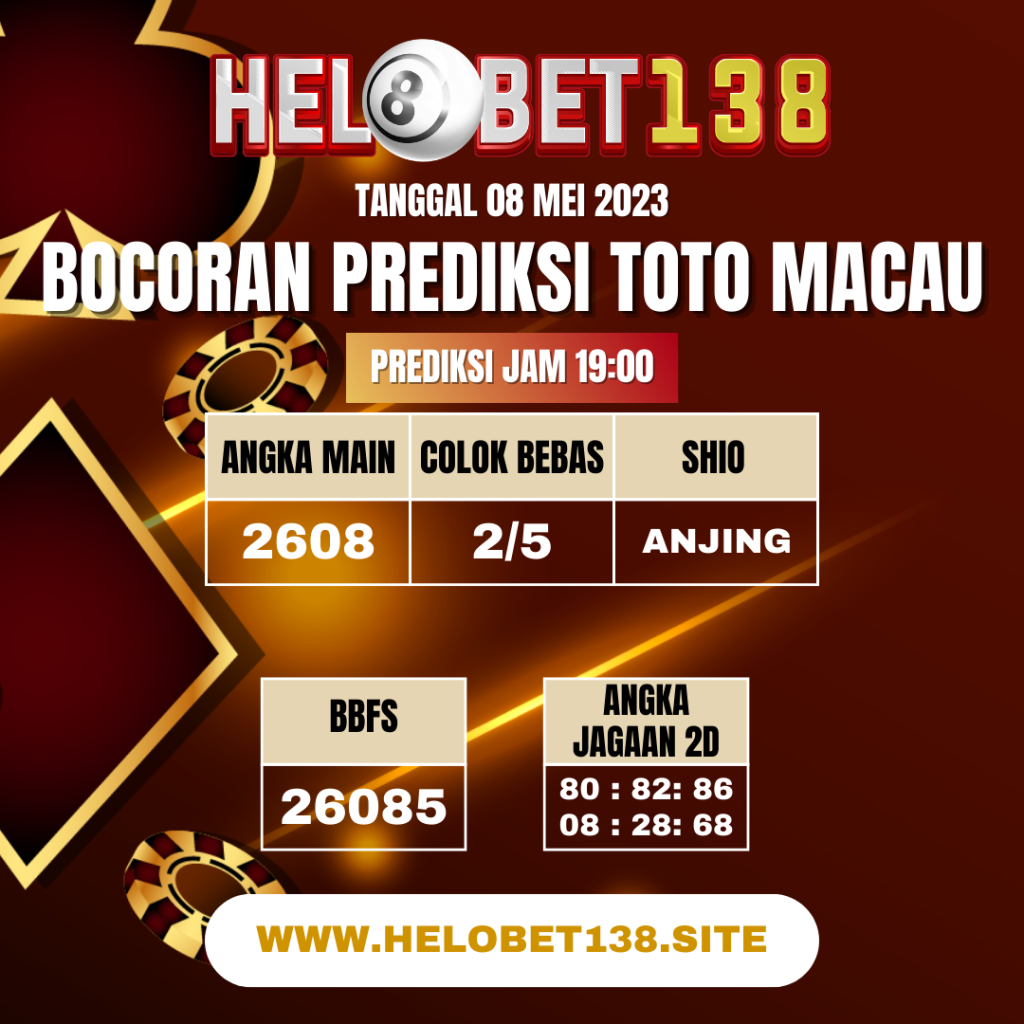 HELOBET138
TANGGAL 08 MEI 2023
BOCORAN PREDIKSI TOTO MACAU
PREDIKSI JAM 19:00
ANGKA MAIN COLOK BEBAS SHIO
2608 2/5 ANJING
BBFS
26085
ANGKA
JAGAAN 2D
80 : 82: 86
08 : 28: 68
WWW.HELOBET138.SITE